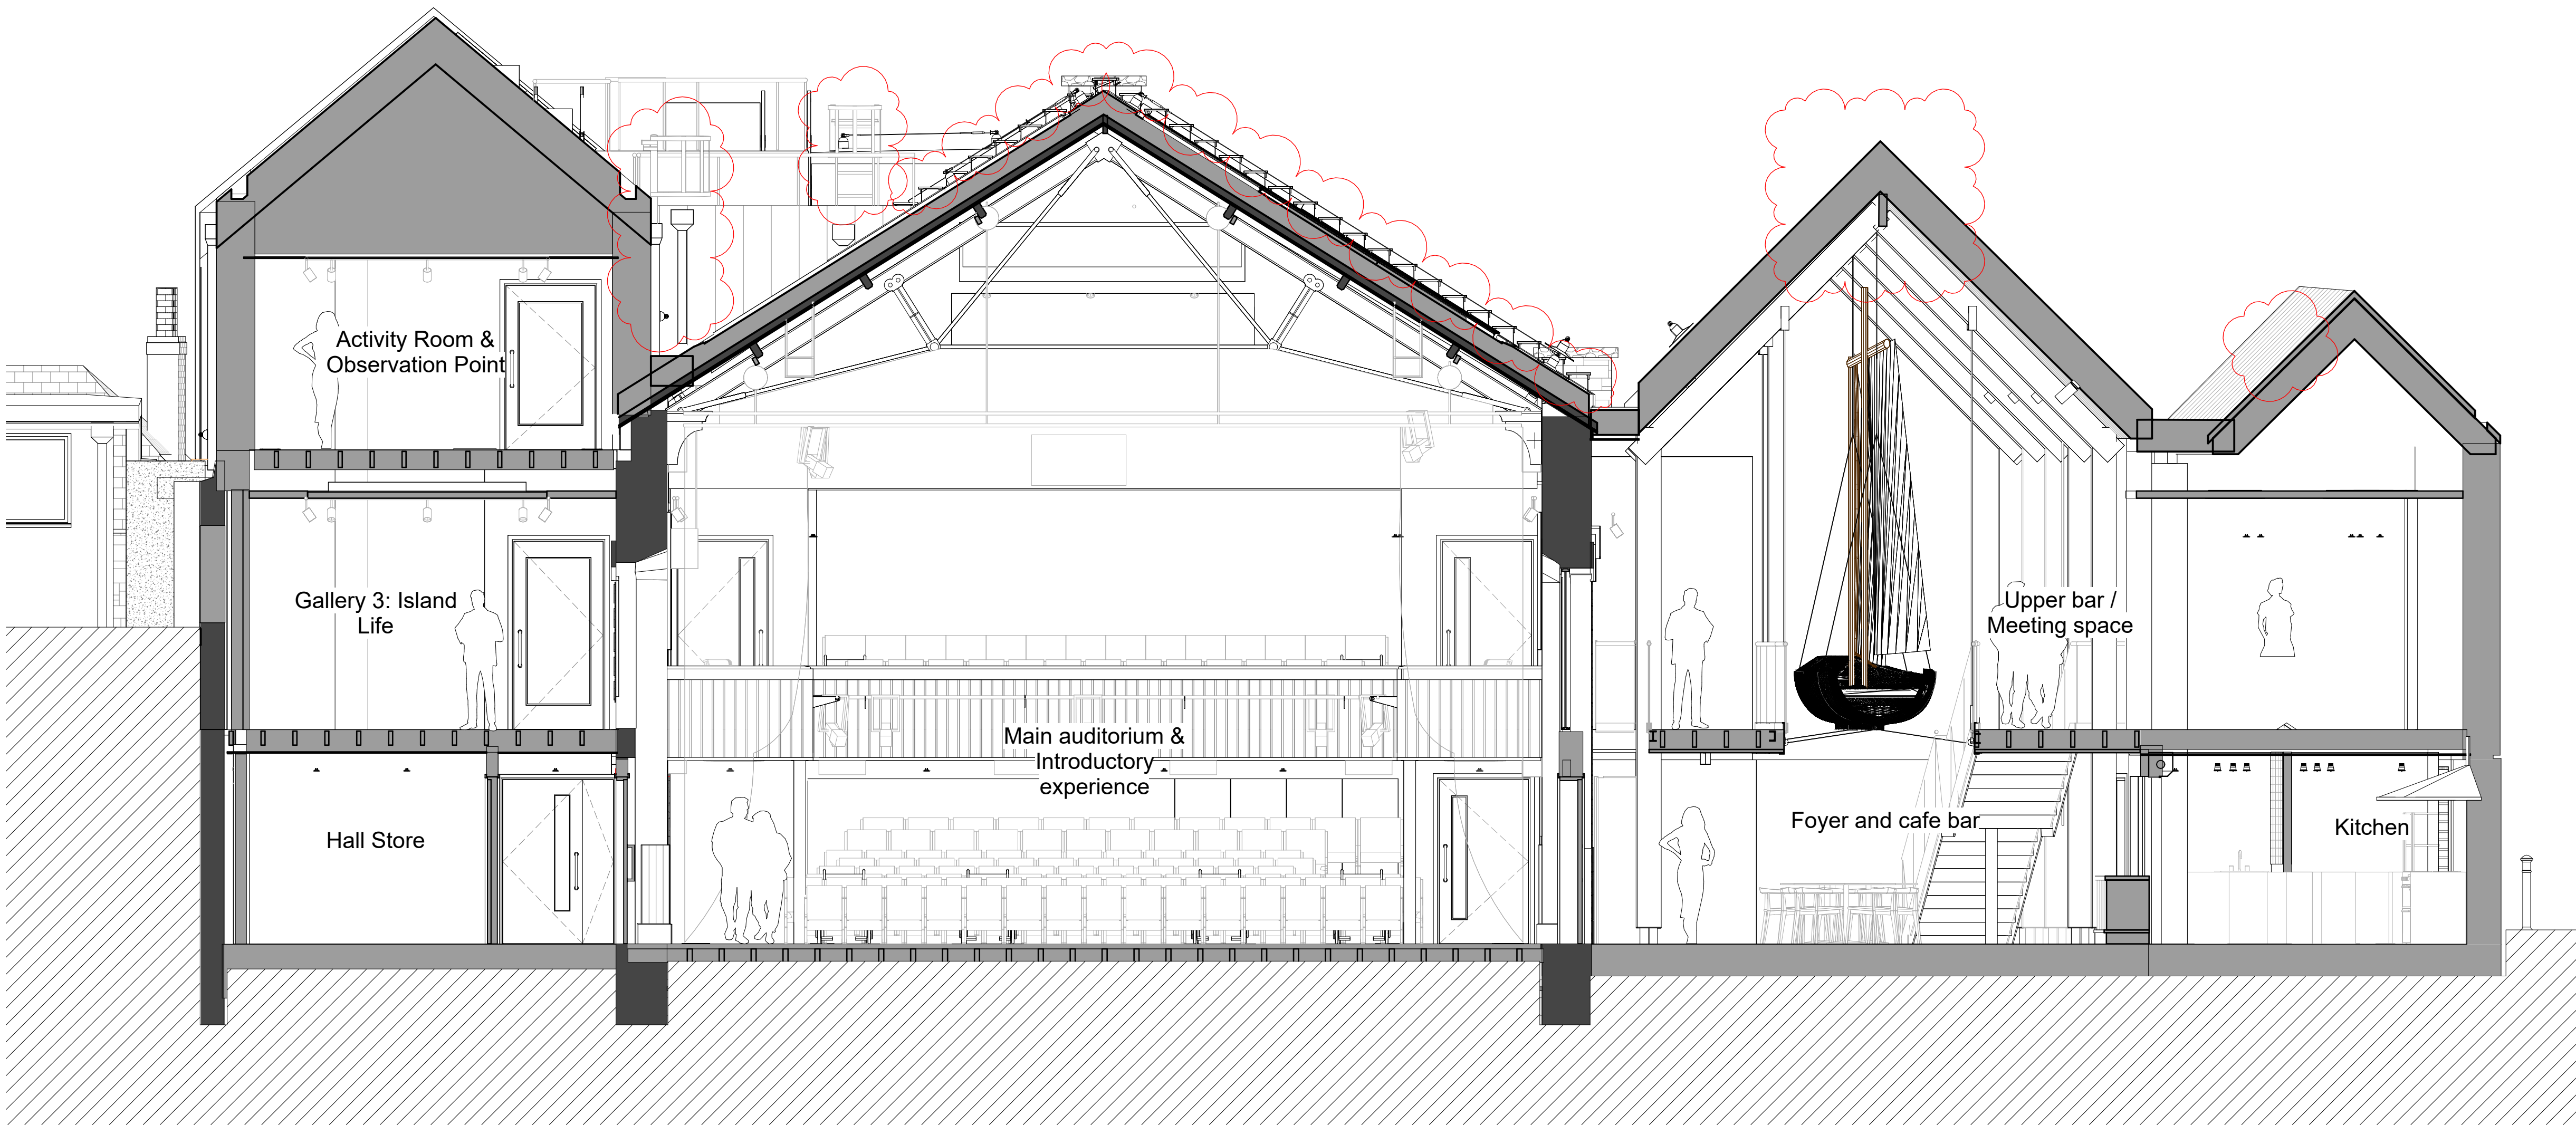 Activity Room &
Observation Point
Gallery 3: Island
Life
Hall Store
Main auditorium &
Introductory
experience
Upper bar /
Meeting space
Foyer and cafe bar
Kitchen